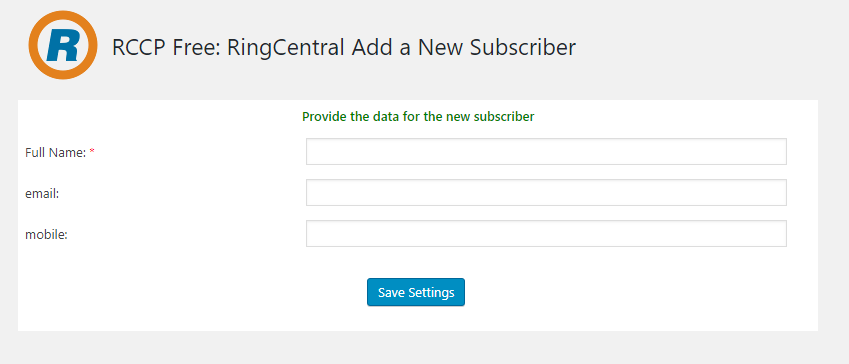 R
RCCP Free: RingCentral Add a New Subscriber
Provide the data for the new subscriber
Full Name: *
email:
mobile:
Save Settings